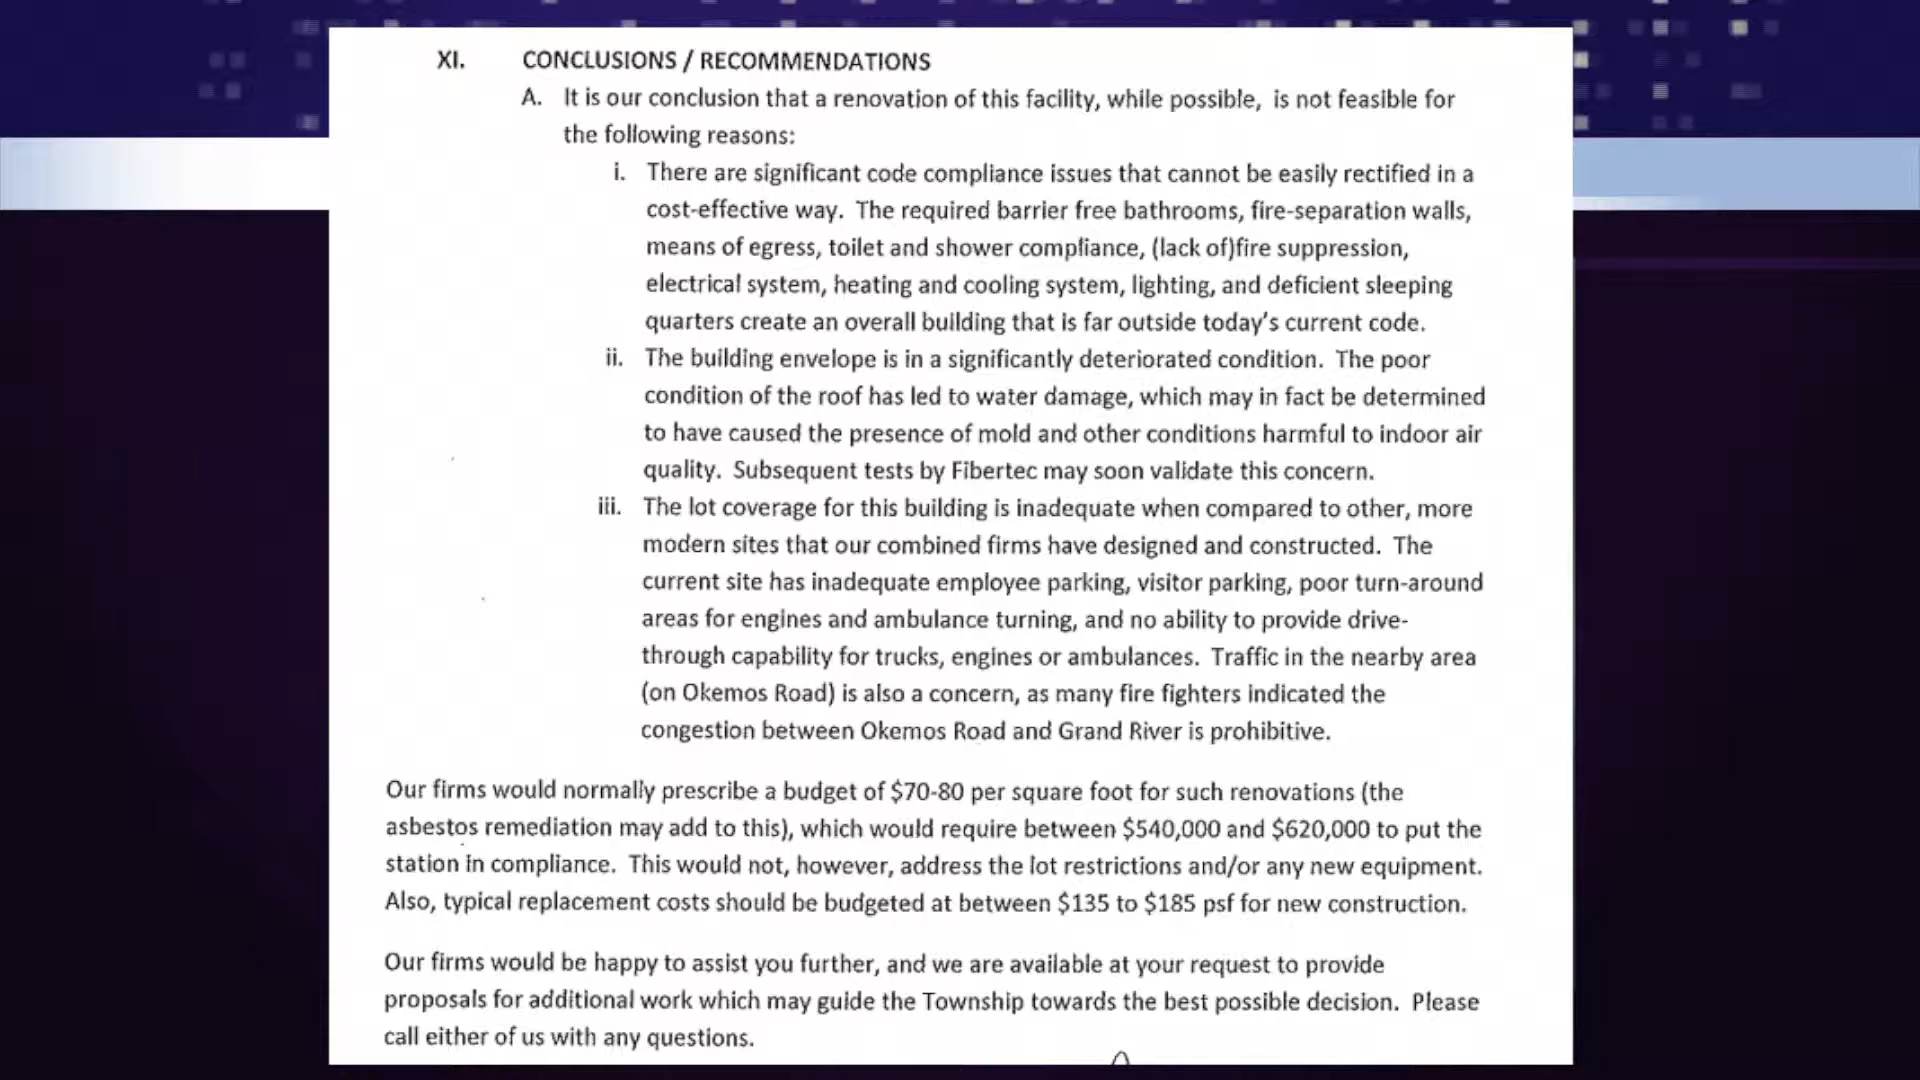 XI. CONCLUSIONS / RECOMMENDATIONS
A. It is our conclusion that a renovation of this facility, while possible, is not feasible for
the following reasons:
i. There are significant code compliance issues that cannot be easily rectified in a
cost-effective way. The required barrier free bathrooms, fire-separation walls,
means of egress, toilet and shower compliance, (lack of)fire suppression,
electrical system, heating and cooling system, lighting, and deficient sleeping
quarters create an overall building that is far outside today's current code.
ii. The building envelope is in a significantly deteriorated condition. The poor
condition of the roof has led to water damage, which may in fact be determined
to have caused the presence of mold and other conditions harmful to indoor air
quality. Subsequent tests by Fibertec may soon validate this concern.
iii. The lot coverage for this building is inadequate when compared to other, more
modern sites that our combined firms have designed and constructed. The
current site has inadequate employee parking, visitor parking, poor turn-around
areas for engines and ambulance turning, and no ability to provide drive-
through capability for trucks, engines or ambulances. Traffic in the nearby area
(on Okemos Road) is also a concern, as many fire fighters indicated the
congestion between Okemos Road and Grand River is prohibitive.
Our firms would normally prescribe a budget of $70-80 per square foot for such renovations (the
asbestos remediation may add to this), which would require between $540,000 and $620,000 to put the
station in compliance. This would not, however, address the lot restrictions and/or any new equipment.
Also, typical replacement costs should be budgeted at between $135 to $185 psf for new construction.
Our firms would be happy to assist you further, and we are available at your request to provide
proposals for additional work which may guide the Township towards the best possible decision. Please
call either of us with any questions.